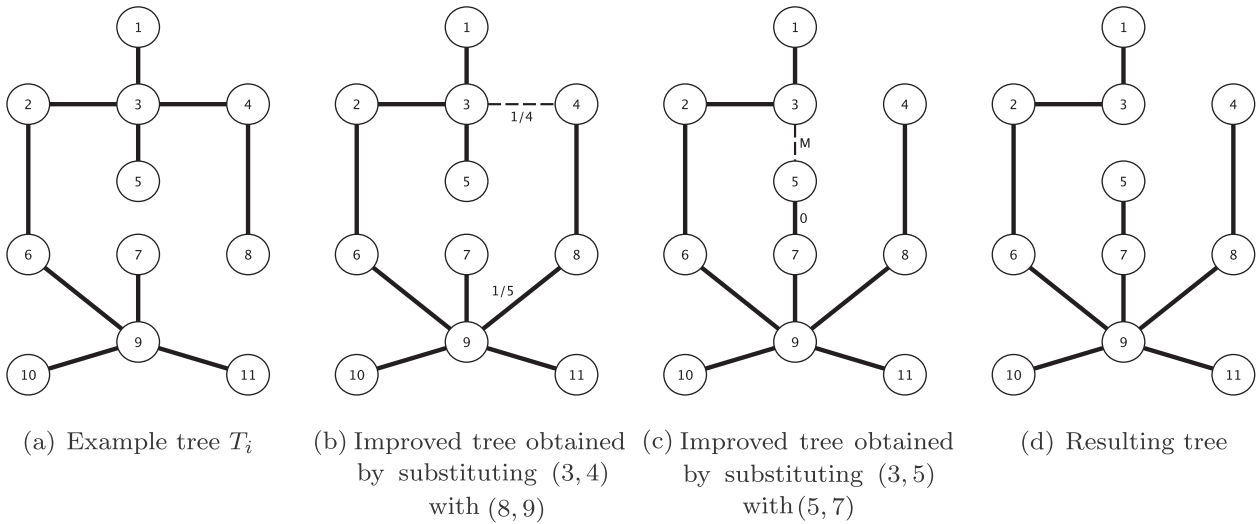 1
2 3 4
5
6 7 8
9
10 11
(a) Example tree T_i
1
2 3 4
1/4
5
6 7 8
1/5
9
10 11
(b) Improved tree obtained
by substituting (3, 4)
with (8, 9)
1
2 3 4
M
5
0
6 7 8
9
10 11
(c) Improved tree obtained
by substituting (3, 5)
with (5, 7)
1
2 3 4
5
6 7 8
9
10 11
(d) Resulting tree